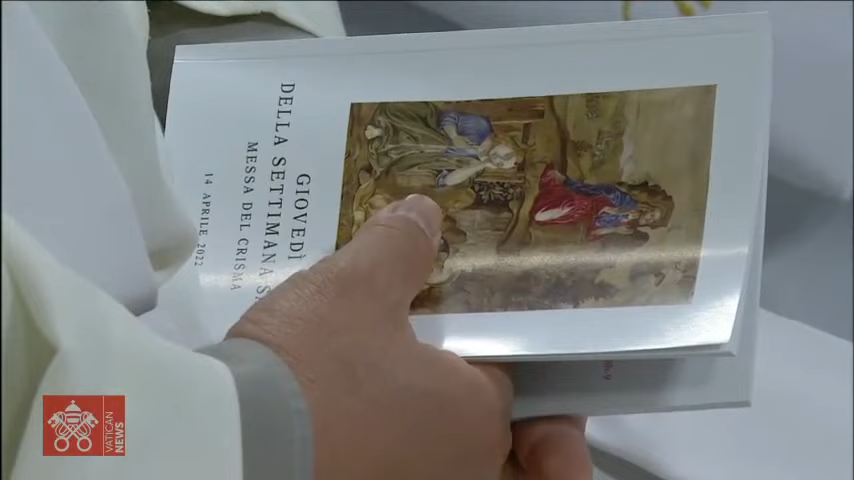 GIOVEDÌ
DELLA SETTIMANA
MESSA DEL CRISMA
14 APRILE 2022
VATICAN
NEWS